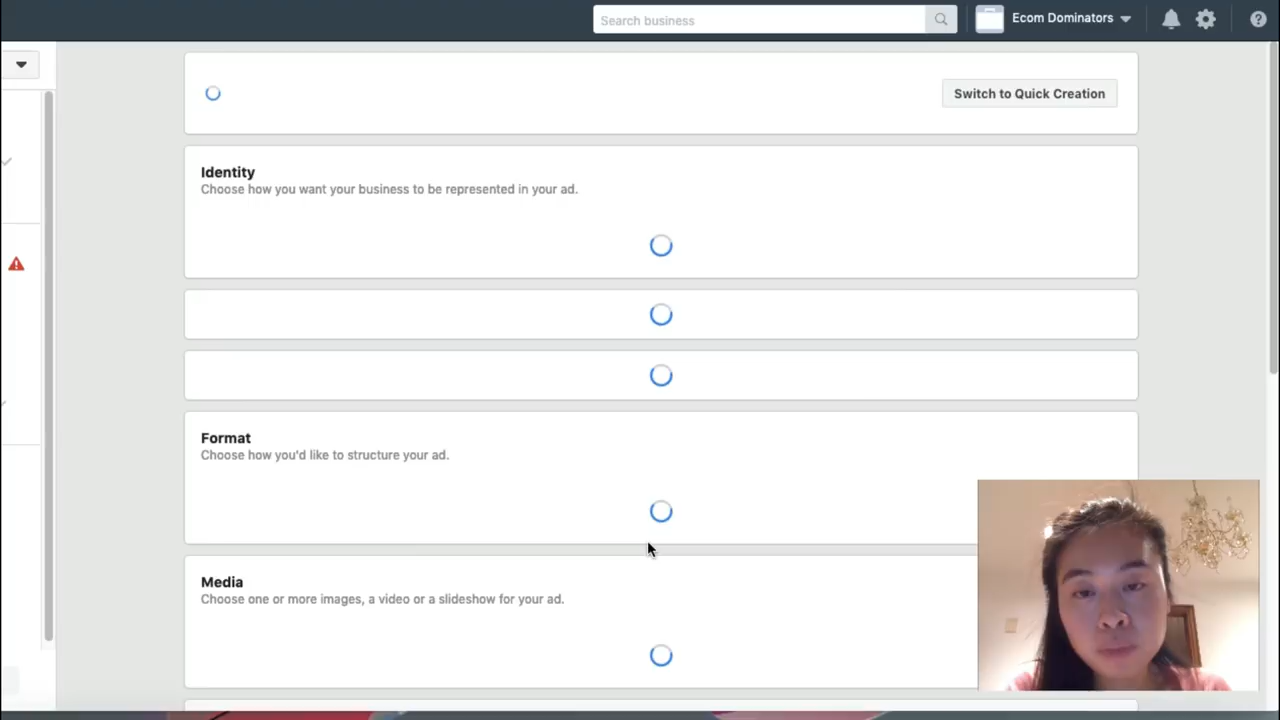 Search business
Ecom Dominators
Switch to Quick Creation
Identity
Choose how you want your business to be represented in your ad.
Format
Choose how you'd like to structure your ad.
Media
Choose one or more images, a video or a slideshow for your ad.